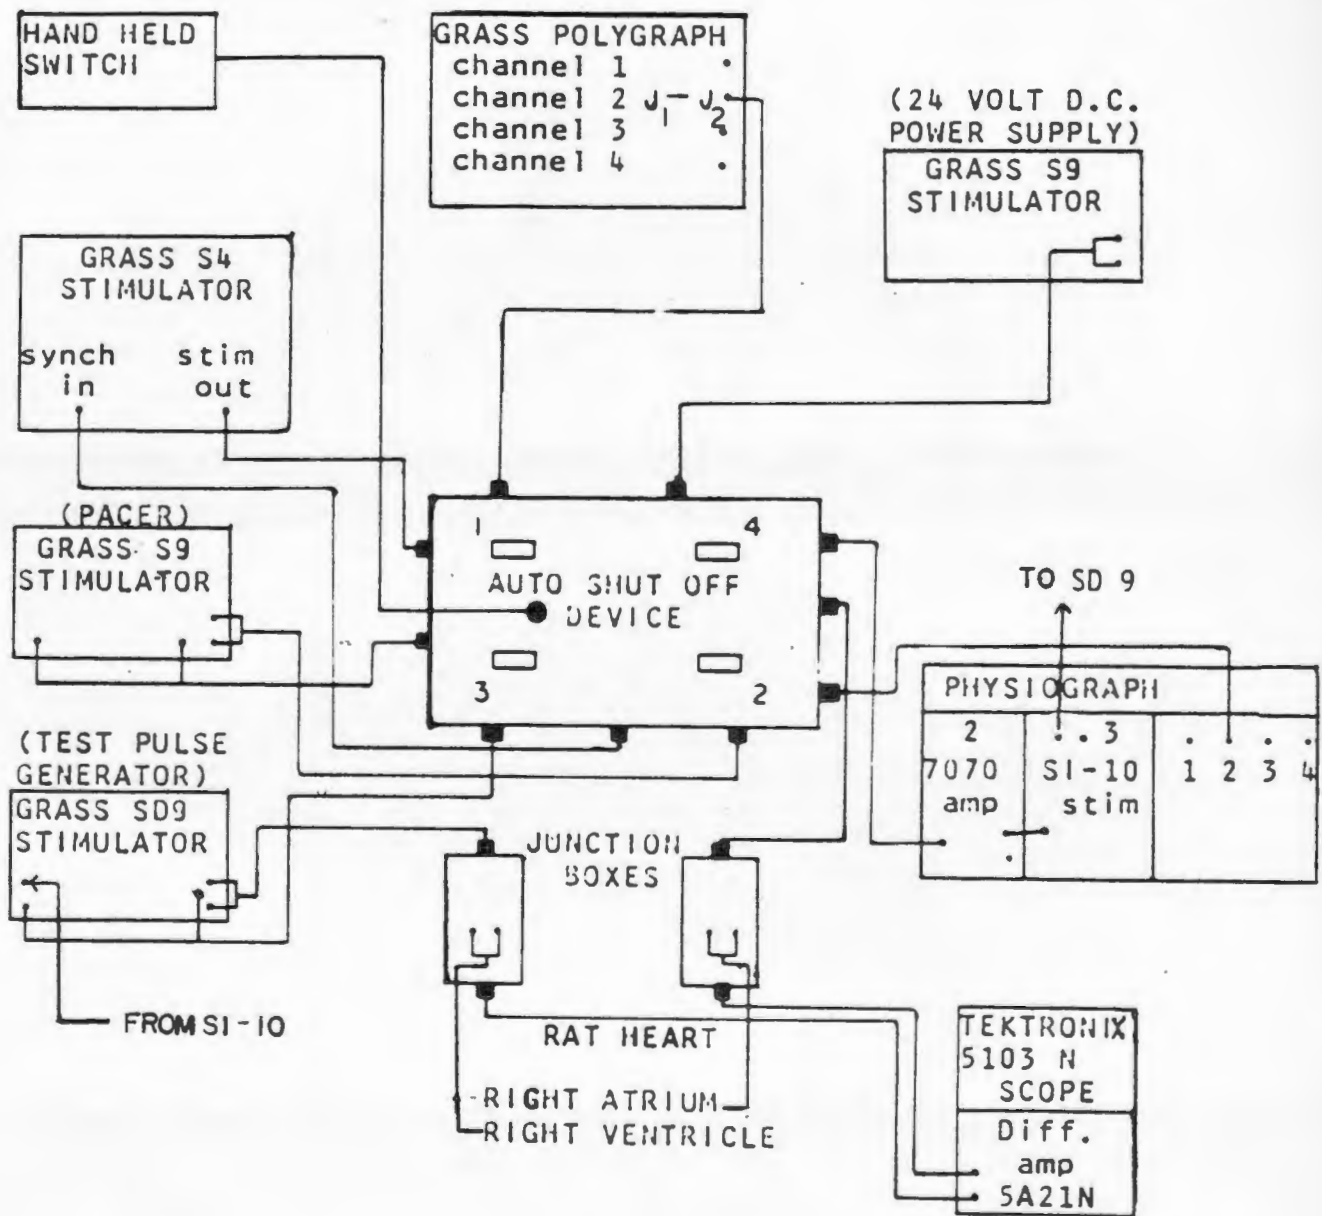 HAND HELD
SWITCH
GRASS POLYGRAPH
channel 1
channel 2 J1 - J2
channel 3
channel 4
(24 VOLT D.C.
POWER SUPPLY)
GRASS S9
STIMULATOR
GRASS S4
STIMULATOR
synch stim
in out
(PACER)
GRASS S9
STIMULATOR
1 4
AUTO SHUT OFF
DEVICE
3 2
TO SD 9
PHYSIOGRAPH
2 3
7070 SI-10
amp stim
1 2 3 4
(TEST PULSE
GENERATOR)
GRASS SD9
STIMULATOR
JUNCTION
BOXES
FROM SI-10
RAT HEART
RIGHT ATRIUM
RIGHT VENTRICLE
TEKTRONIX
5103 N
SCOPE
Diff.
amp
5A21N